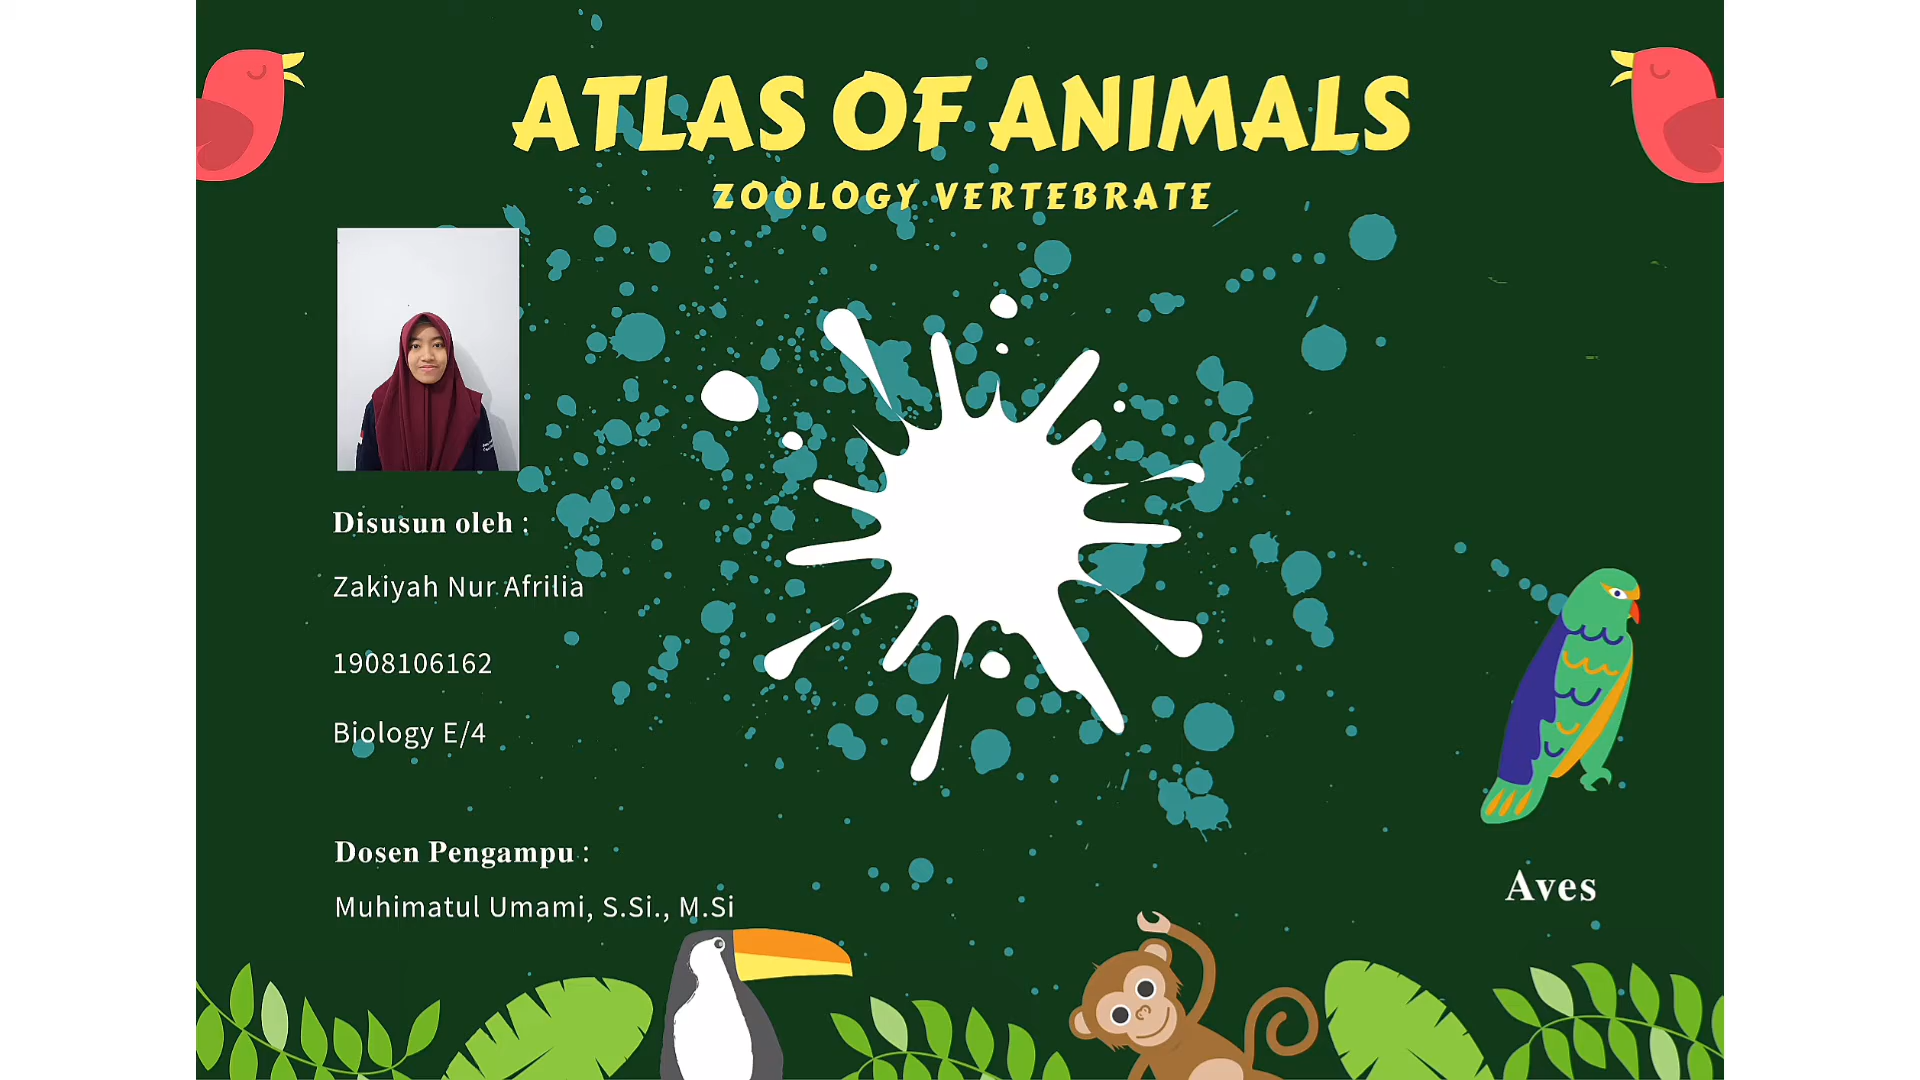 ATLAS OF ANIMALS
ZOOLOGY VERTEBRATE
Disusun oleh :
Zakiyah Nur Afrilia
1908106162
Biology E/4
Dosen Pengampu :
Muhimatul Umami, S.Si., M.Si
Aves